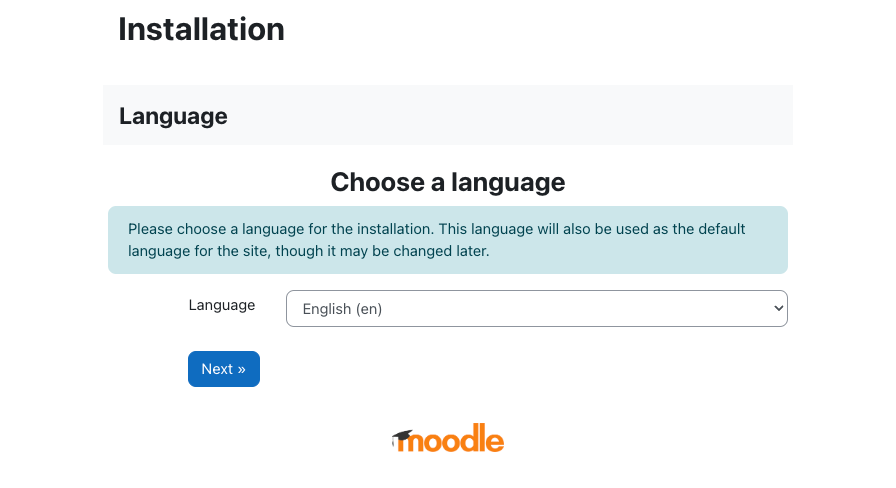 Installation
Language
Choose a language
Please choose a language for the installation. This language will also be used as the default
language for the site, though it may be changed later.
Language English (en)
Next »
moodle